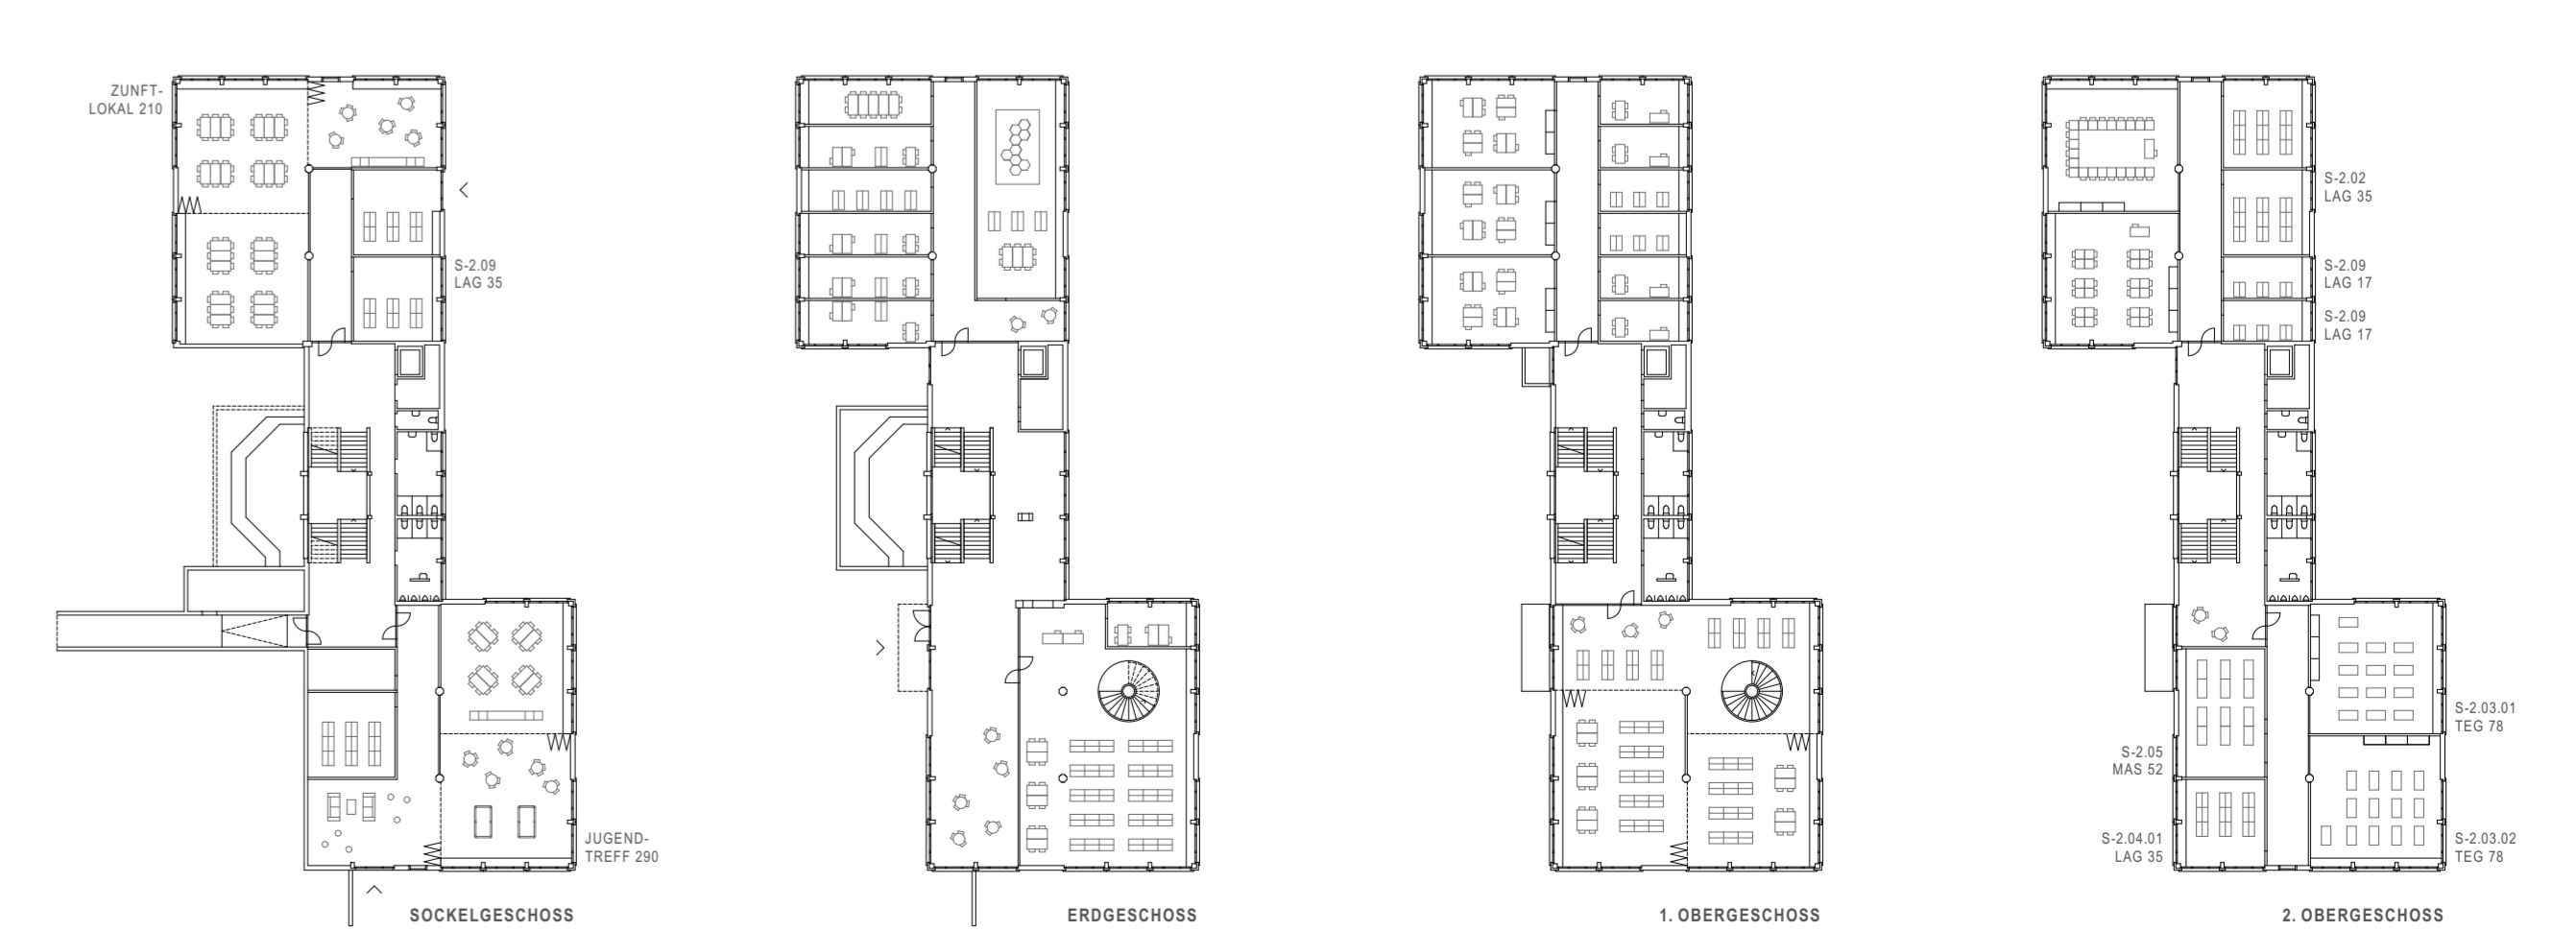 ZUNFT-
LOKAL 210
S-2.09
LAG 35
JUGEND-
TREFF 290
SOCKELGESCHOSS
ERDGESCHOSS
1. OBERGESCHOSS
S-2.02
LAG 35
S-2.09
LAG 17
S-2.09
LAG 17
S-2.03.01
TEG 78
S-2.05
MAS 52
S-2.04.01
LAG 35
S-2.03.02
TEG 78
2. OBERGESCHOSS